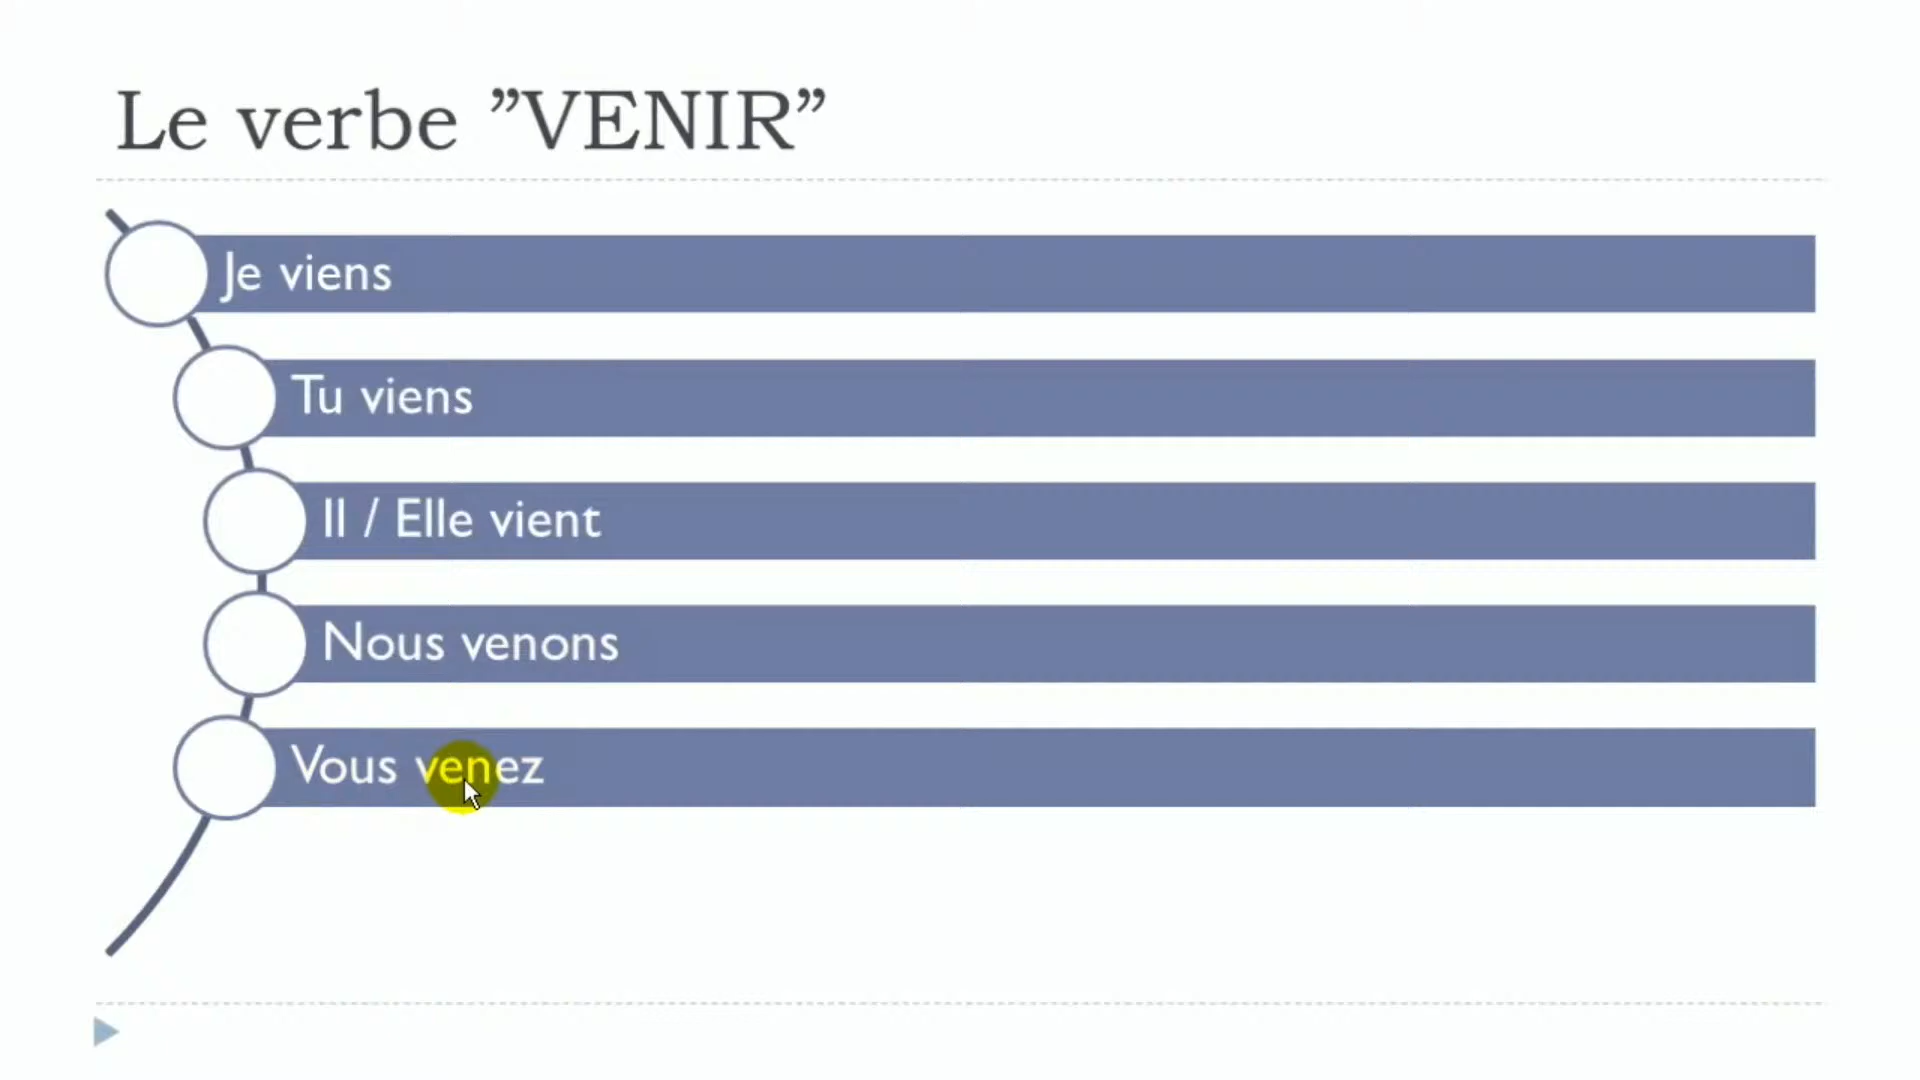 Le verbe ”VENIR”
Je viens
Tu viens
Il / Elle vient
Nous venons
Vous venez